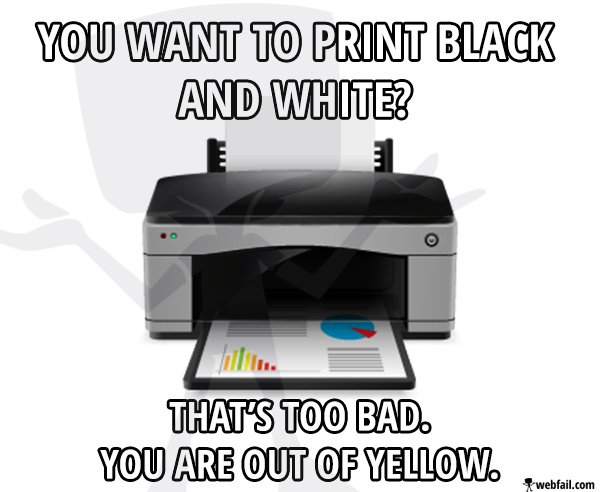 YOU WANT TO PRINT BLACK
AND WHITE?
THAT'S TOO BAD.
YOU ARE OUT OF YELLOW.
webfail.com